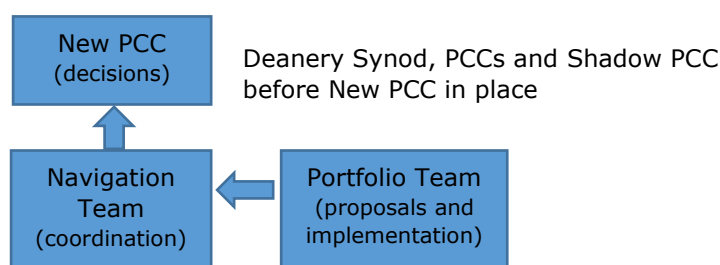 New PCC
(decisions)
Deanery Synod, PCCs and Shadow PCC
before New PCC in place
Navigation
Team
(coordination)
Portfolio Team
(proposals and
implementation)